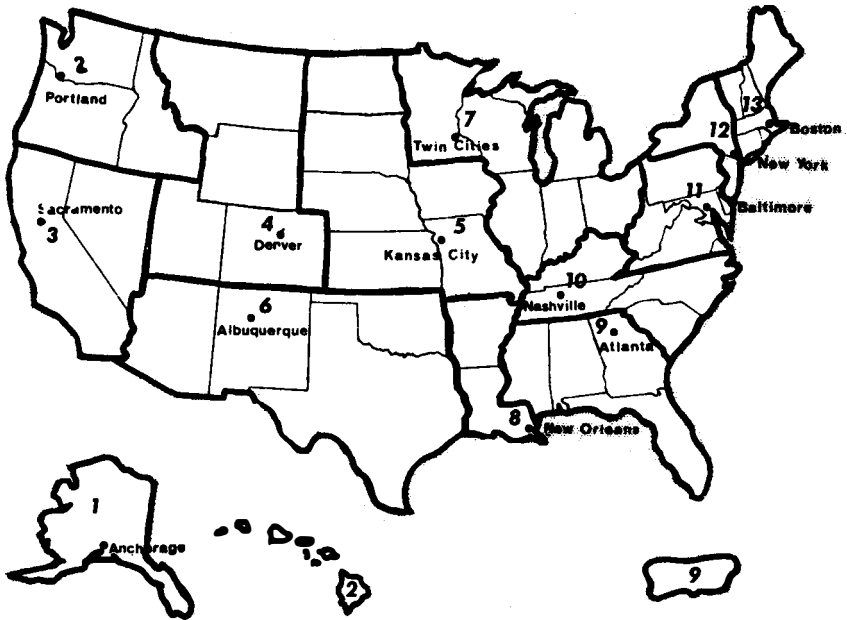 2
Portland
Sacramento
3
4
Denver
5
Kansas City
6
Albuquerque
7
Twin Cities
8
New Orleans
9
Atlanta
10
Nashville
11
Baltimore
12
New York
13
Boston
1
Anchorage
2
9